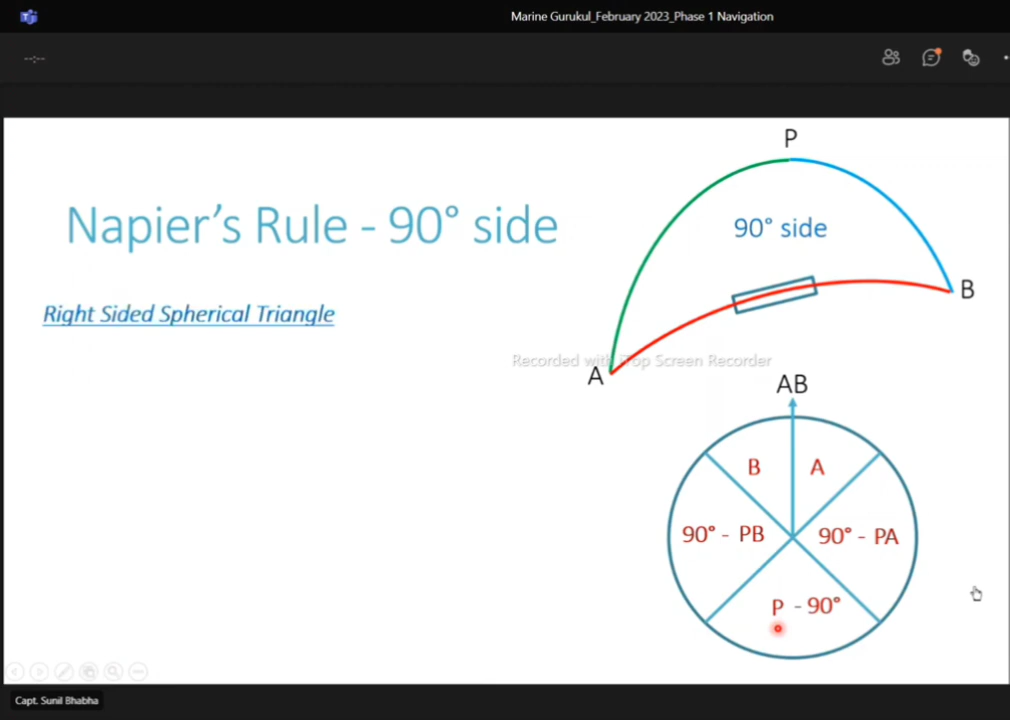 Marine Gurukul_February 2023_Phase 1 Navigation
--:--
P
Napier's Rule - 90° side
90° side
B
Right Sided Spherical Triangle
Recorded with iTop Screen Recorder
A
AB
B
A
90° - PB
90° - PA
P - 90°
Capt. Sunil Bhabha